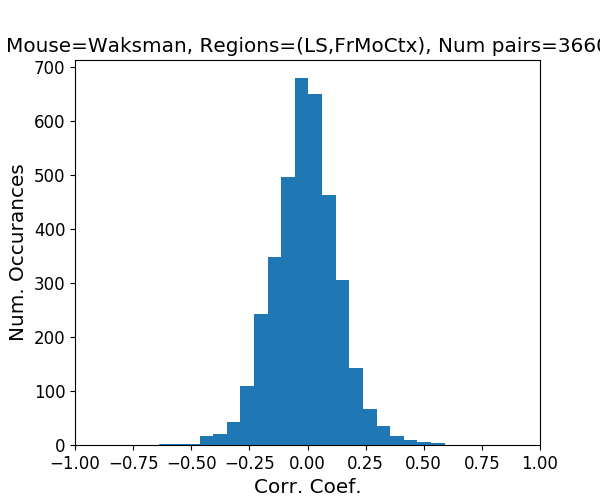 Mouse=Waksman, Regions=(LS,FrMoCtx), Num pairs=3660
700
600
500
400
300
200
100
0
Num. Occurances
−1.00 −0.75 −0.50 −0.25 0.00 0.25 0.50 0.75 1.00
Corr. Coef.